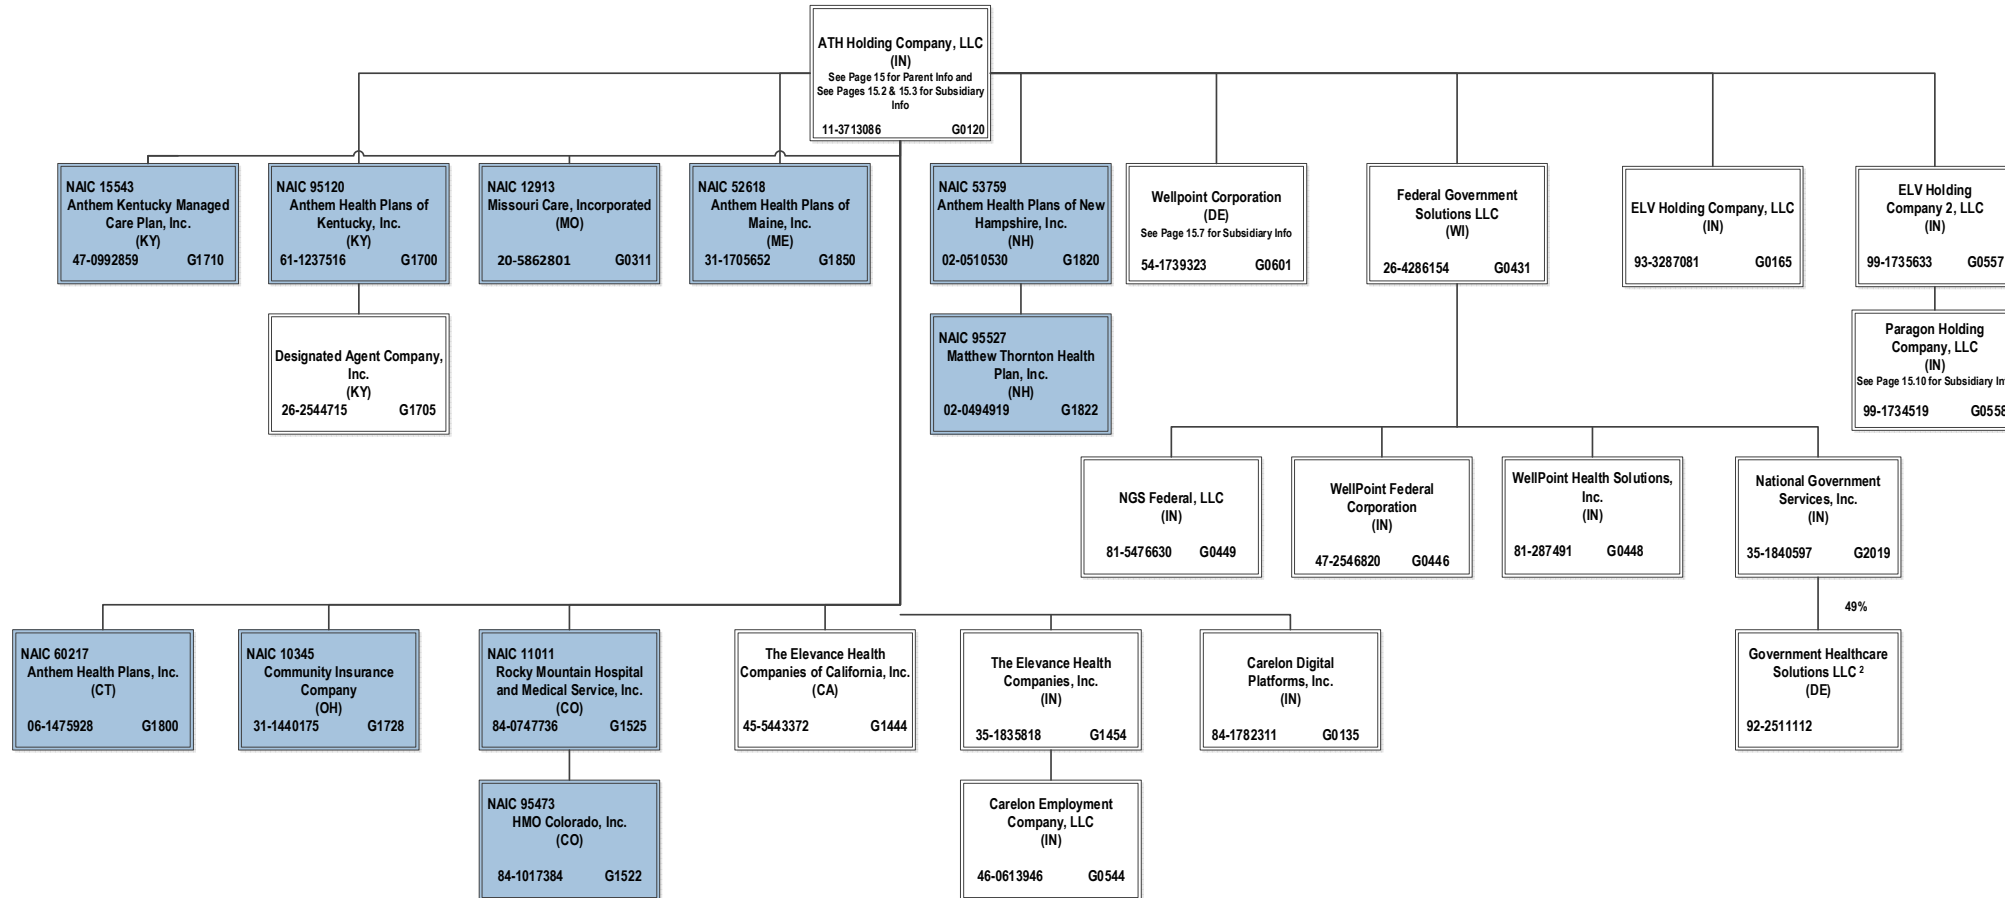 ATH Holding Company, LLC
(IN)
See Page 15 for Parent Info and
See Pages 15.2 & 15.3 for Subsidiary
Info
11-3713086 G0120
NAIC 15543
Anthem Kentucky Managed
Care Plan, Inc.
(KY)
47-0992859 G1710
NAIC 95120
Anthem Health Plans of
Kentucky, Inc.
(KY)
61-1237516 G1700
NAIC 12913
Missouri Care, Incorporated
(MO)
20-5862801 G0311
NAIC 52618
Anthem Health Plans of
Maine, Inc.
(ME)
31-1705652 G1850
NAIC 53759
Anthem Health Plans of New
Hampshire, Inc.
(NH)
02-0510530 G1820
Wellpoint Corporation
(DE)
See Page 15.7 for Subsidiary Info
54-1739323 G0601
Federal Government
Solutions LLC
(WI)
26-4286154 G0431
ELV Holding Company, LLC
(IN)
93-3287081 G0165
ELV Holding
Company 2, LLC
(IN)
99-1735633 G0557
Designated Agent Company,
Inc.
(KY)
26-2544715 G1705
NAIC 95527
Matthew Thornton Health
Plan, Inc.
(NH)
02-0494919 G1822
Paragon Holding
Company, LLC
(IN)
See Page 15.10 for Subsidiary
99-1734519 G0558
NGS Federal, LLC
(IN)
81-5476630 G0449
WellPoint Federal
Corporation
(IN)
47-2546820 G0446
WellPoint Health Solutions,
Inc.
(IN)
81-287491 G0448
National Government
Services, Inc.
(IN)
35-1840597 G2019
49%
NAIC 60217
Anthem Health Plans, Inc.
(CT)
06-1475928 G1800
NAIC 10345
Community Insurance
Company
(OH)
31-1440175 G1728
NAIC 11011
Rocky Mountain Hospital
and Medical Service, Inc.
(CO)
84-0747736 G1525
The Elevance Health
Companies of California, Inc.
(CA)
45-5443372 G1444
The Elevance Health
Companies, Inc.
(IN)
35-1835818 G1454
Carelon Digital
Platforms, Inc.
(IN)
84-1782311 G0135
Government Healthcare
Solutions LLC 2
(DE)
92-2511112
NAIC 95473
HMO Colorado, Inc.
(CO)
84-1017384 G1522
Carelon Employment
Company, LLC
(IN)
46-0613946 G0544